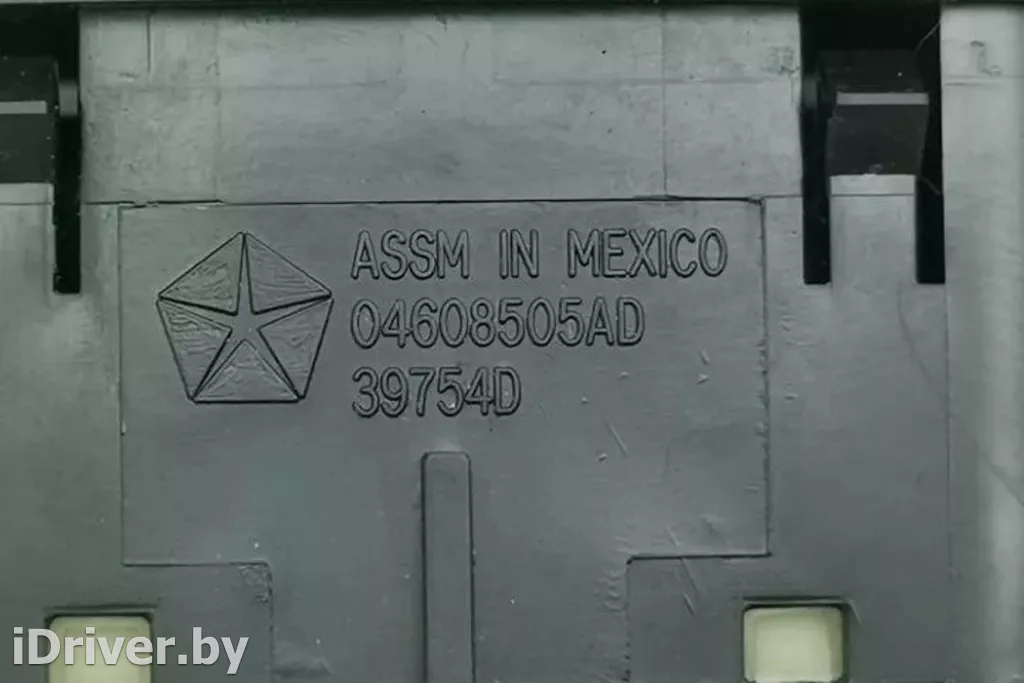 ASSM IN MEXICO
04608505AD
39754D
iDriver.by